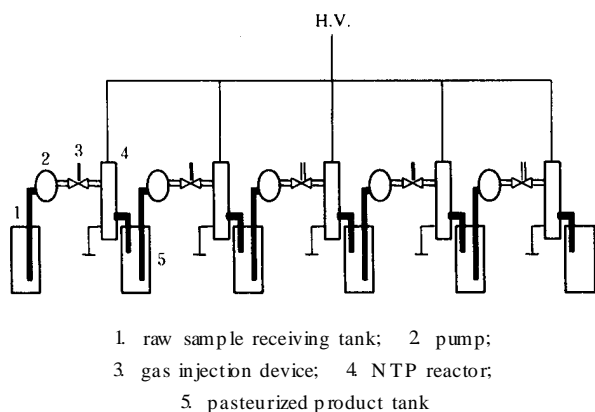 H.V.
1 2 3 4 5
1. raw sample receiving tank; 2. pump;
3. gas injection device; 4. NTP reactor;
5. pasteurized product tank